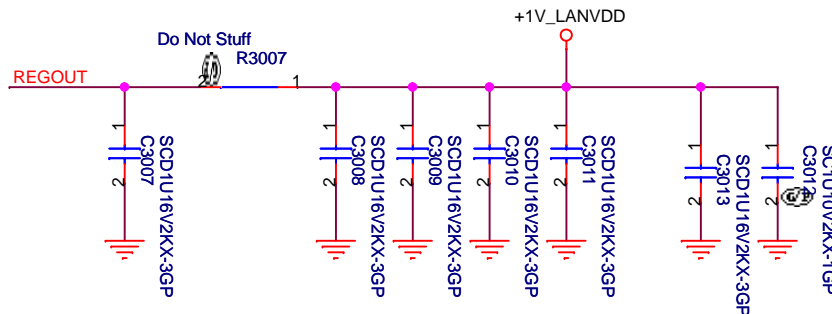 +1V_LANVDD
Do Not Stuff
R3007
REGOUT
2
1
1
2
C3007
SCD1U16V2KX-3GP
1
2
C3008
SCD1U16V2KX-3GP
1
2
C3009
SCD1U16V2KX-3GP
1
2
C3010
SCD1U16V2KX-3GP
1
2
C3011
SCD1U16V2KX-3GP
1
2
C3013
SCD1U16V2KX-3GP
1
2
C3012